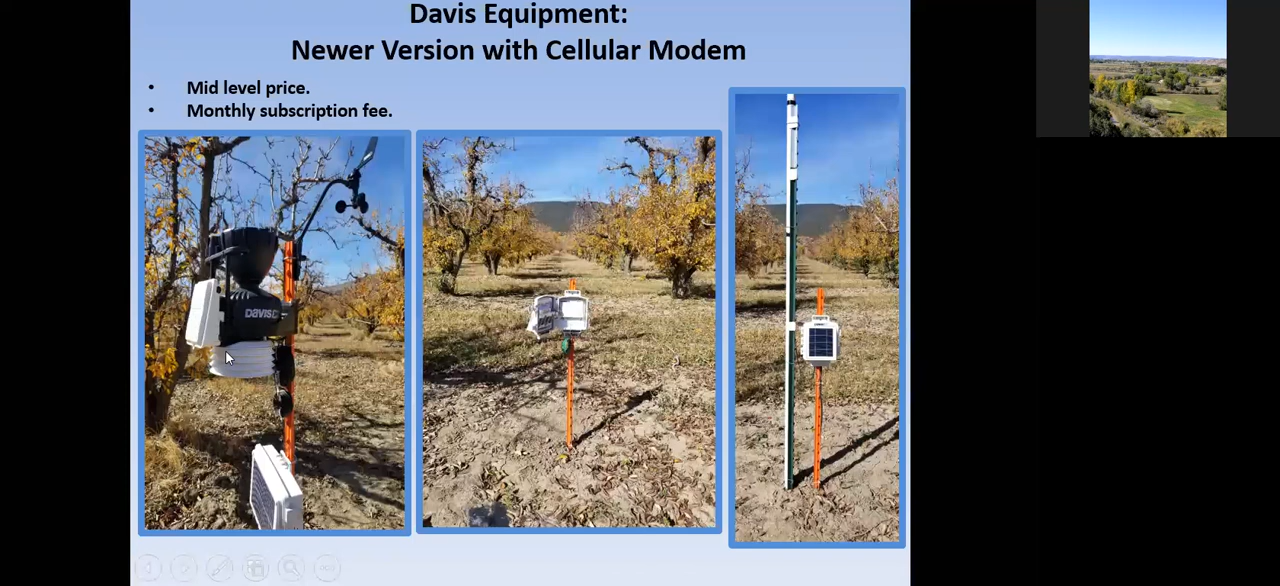 Davis Equipment:
Newer Version with Cellular Modem
• Mid level price.
• Monthly subscription fee.
DAVIS